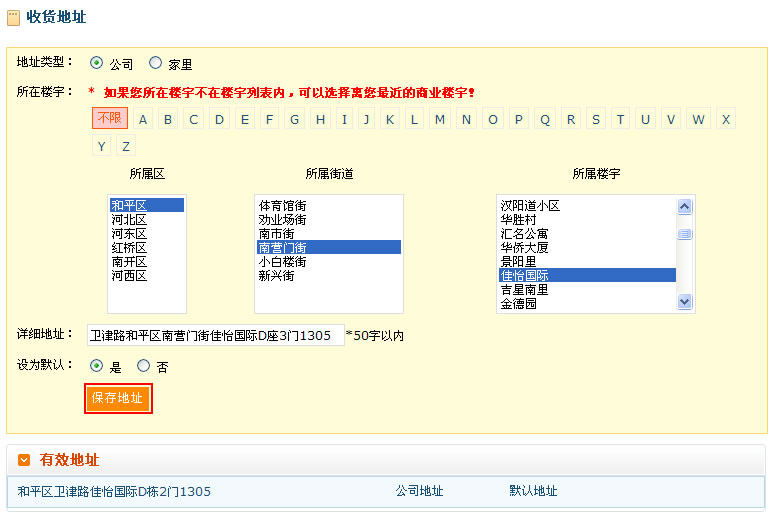 收货地址
地址类型： 公司 家里
所在楼宇： * 如果您所在楼宇不在楼宇列表内，可以选择离您最近的商业楼宇！
不限 A B C D E F G H I J K L M N O P Q R S T U V W X
Y Z
所属区 所属街道 所属楼宇
和平区 体育馆街 汉阳道小区
河北区 劝业场街 华胜村
河东区 南市街 汇名公寓
红桥区 南营门街 华侨大厦
南开区 小白楼街 景阳里
河西区 新兴街 佳怡国际
吉星南里
金德园
详细地址： 卫津路和平区南营门街佳怡国际D座3门1305 *50字以内
设为默认： 是 否
保存地址
有效地址
和平区卫津路佳怡国际D栋2门1305 公司地址 默认地址